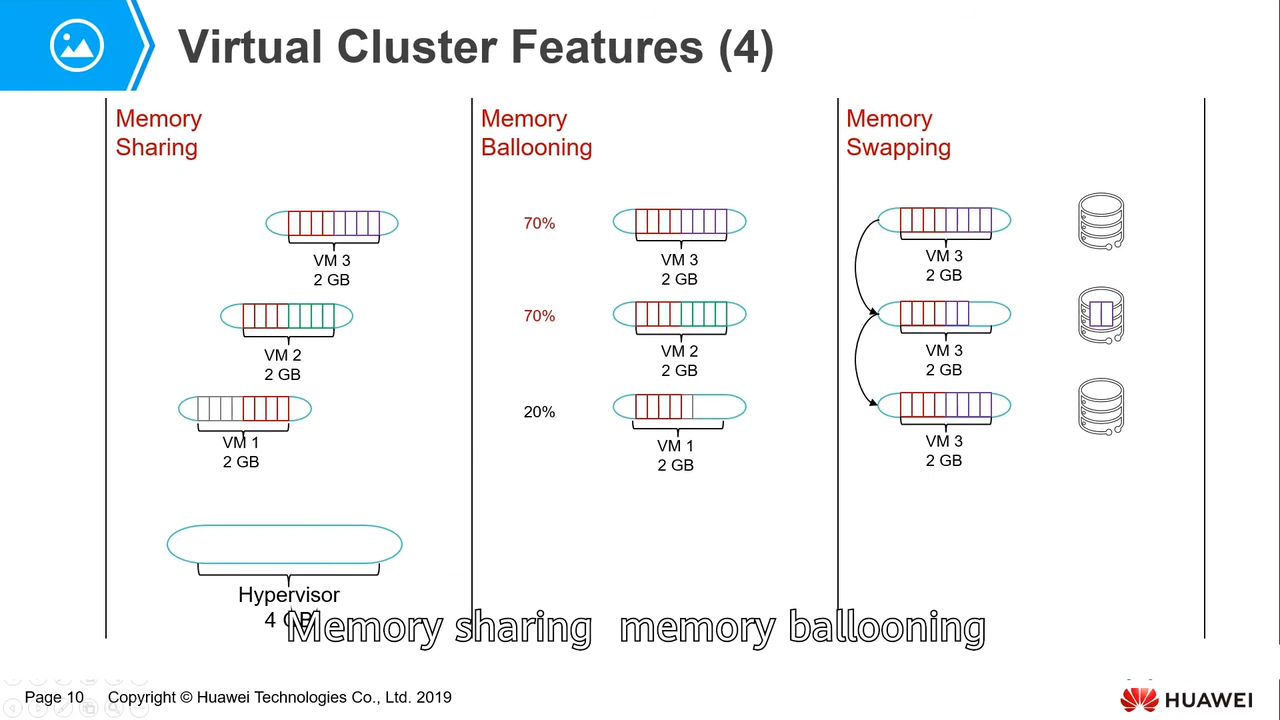 Virtual Cluster Features (4)
Memory
Sharing
VM 3
2 GB
VM 2
2 GB
VM 1
2 GB
Hypervisor
4 GB
Memory
Ballooning
70%
VM 3
2 GB
70%
VM 2
2 GB
20%
VM 1
2 GB
Memory
Swapping
VM 3
2 GB
VM 3
2 GB
VM 3
2 GB
Memory sharing memory ballooning
Page 10 Copyright © Huawei Technologies Co., Ltd. 2019
HUAWEI